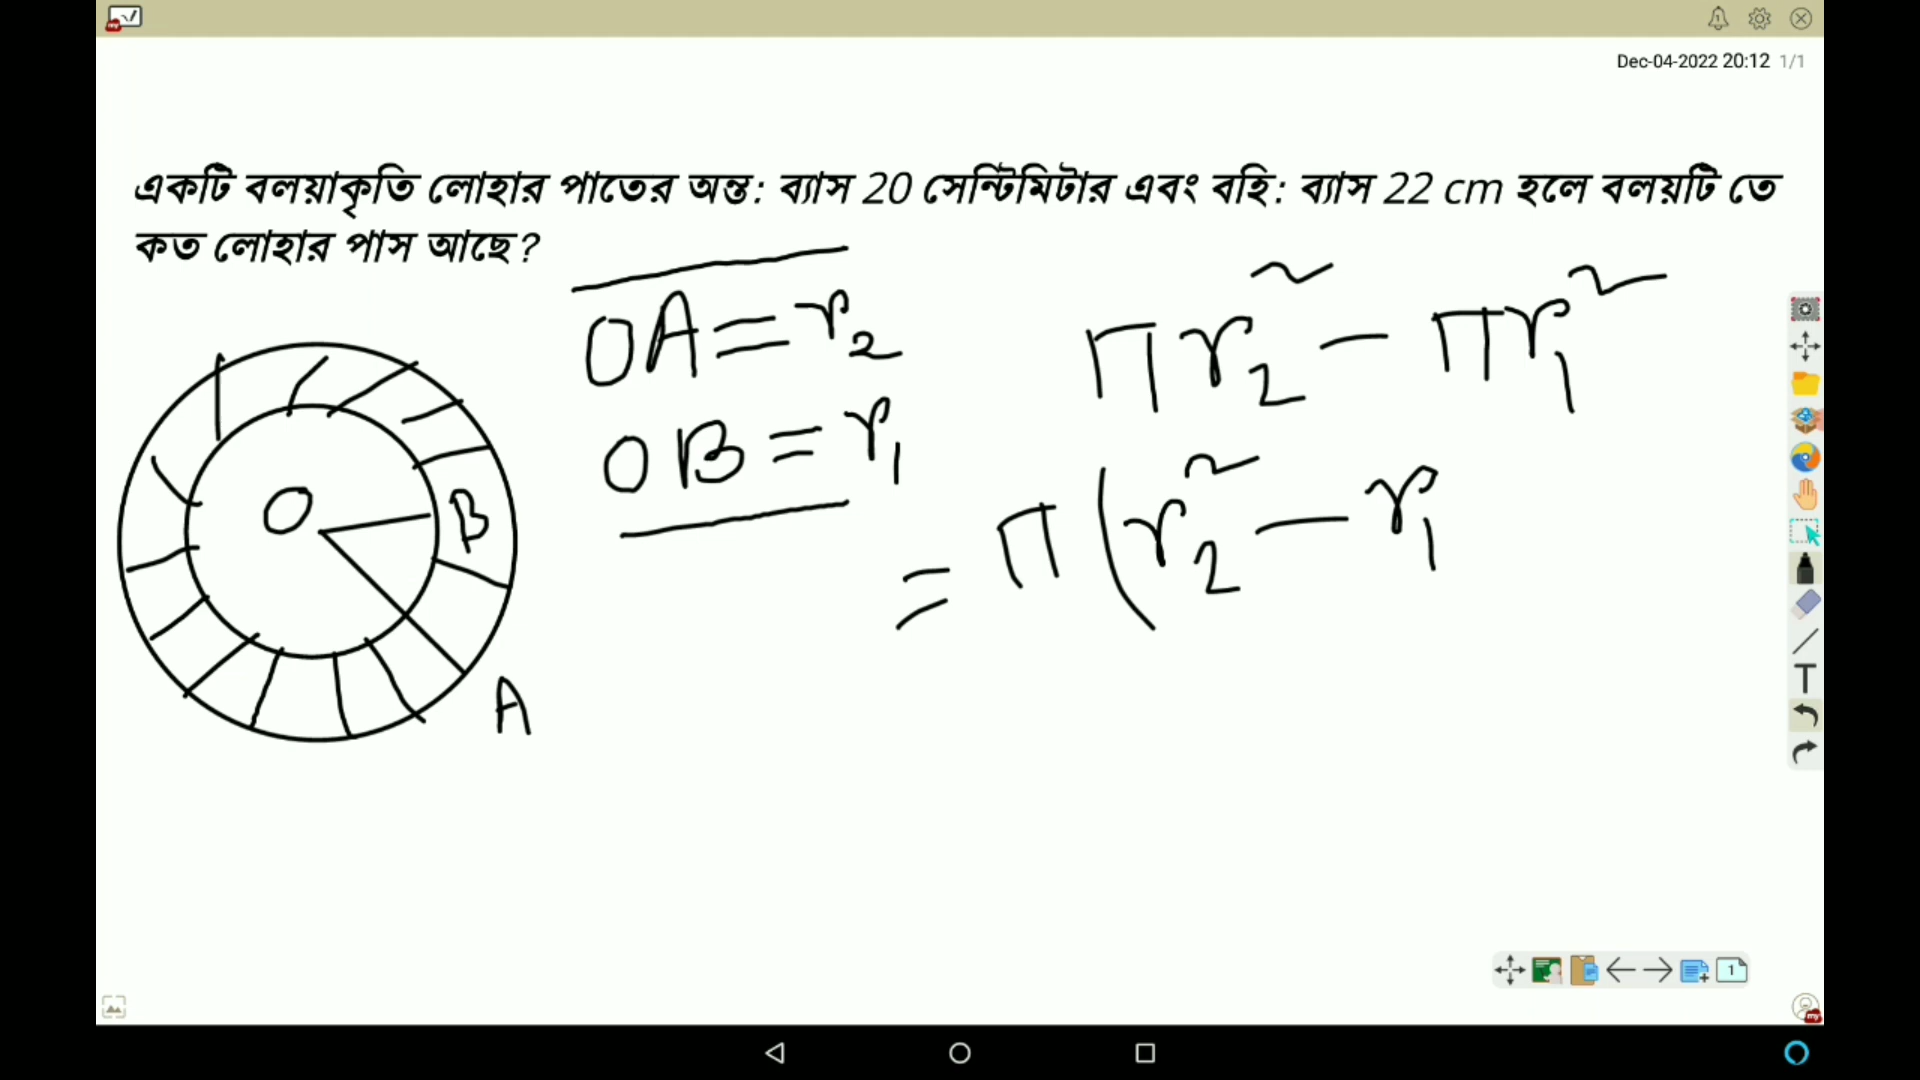 Dec-04-2022 20:12 1/1
একটি বলয়াকৃতি লোহার পাতের অন্ত: ব্যাস 20 সেন্টিমিটার এবং বহি: ব্যাস 22 cm হলে বলয়টি তে
কত লোহার পাস আছে?
OA = r₂
OB = r₁
πr₂² − πr₁²
= π(r₂² − r₁
O
B
A
T
1